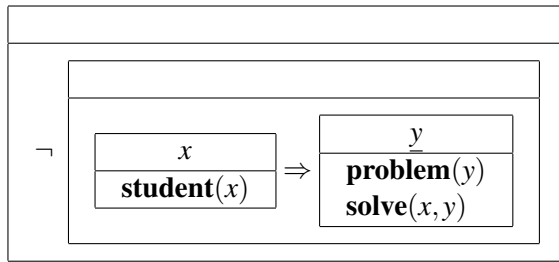 x
student(x)
¬
⇒
y
problem(y)
solve(x,y)